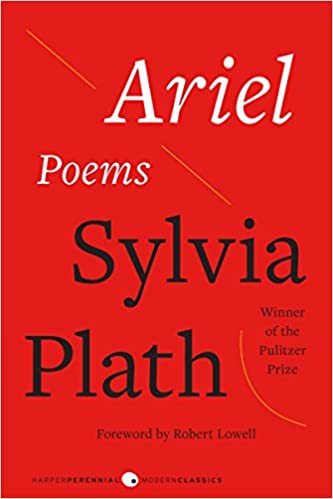 Ariel
Poems
Sylvia
Plath
Winner
of the
Pulitzer
Prize
Foreword by Robert Lowell
HARPERPERENNIAL MODERNCLASSICS